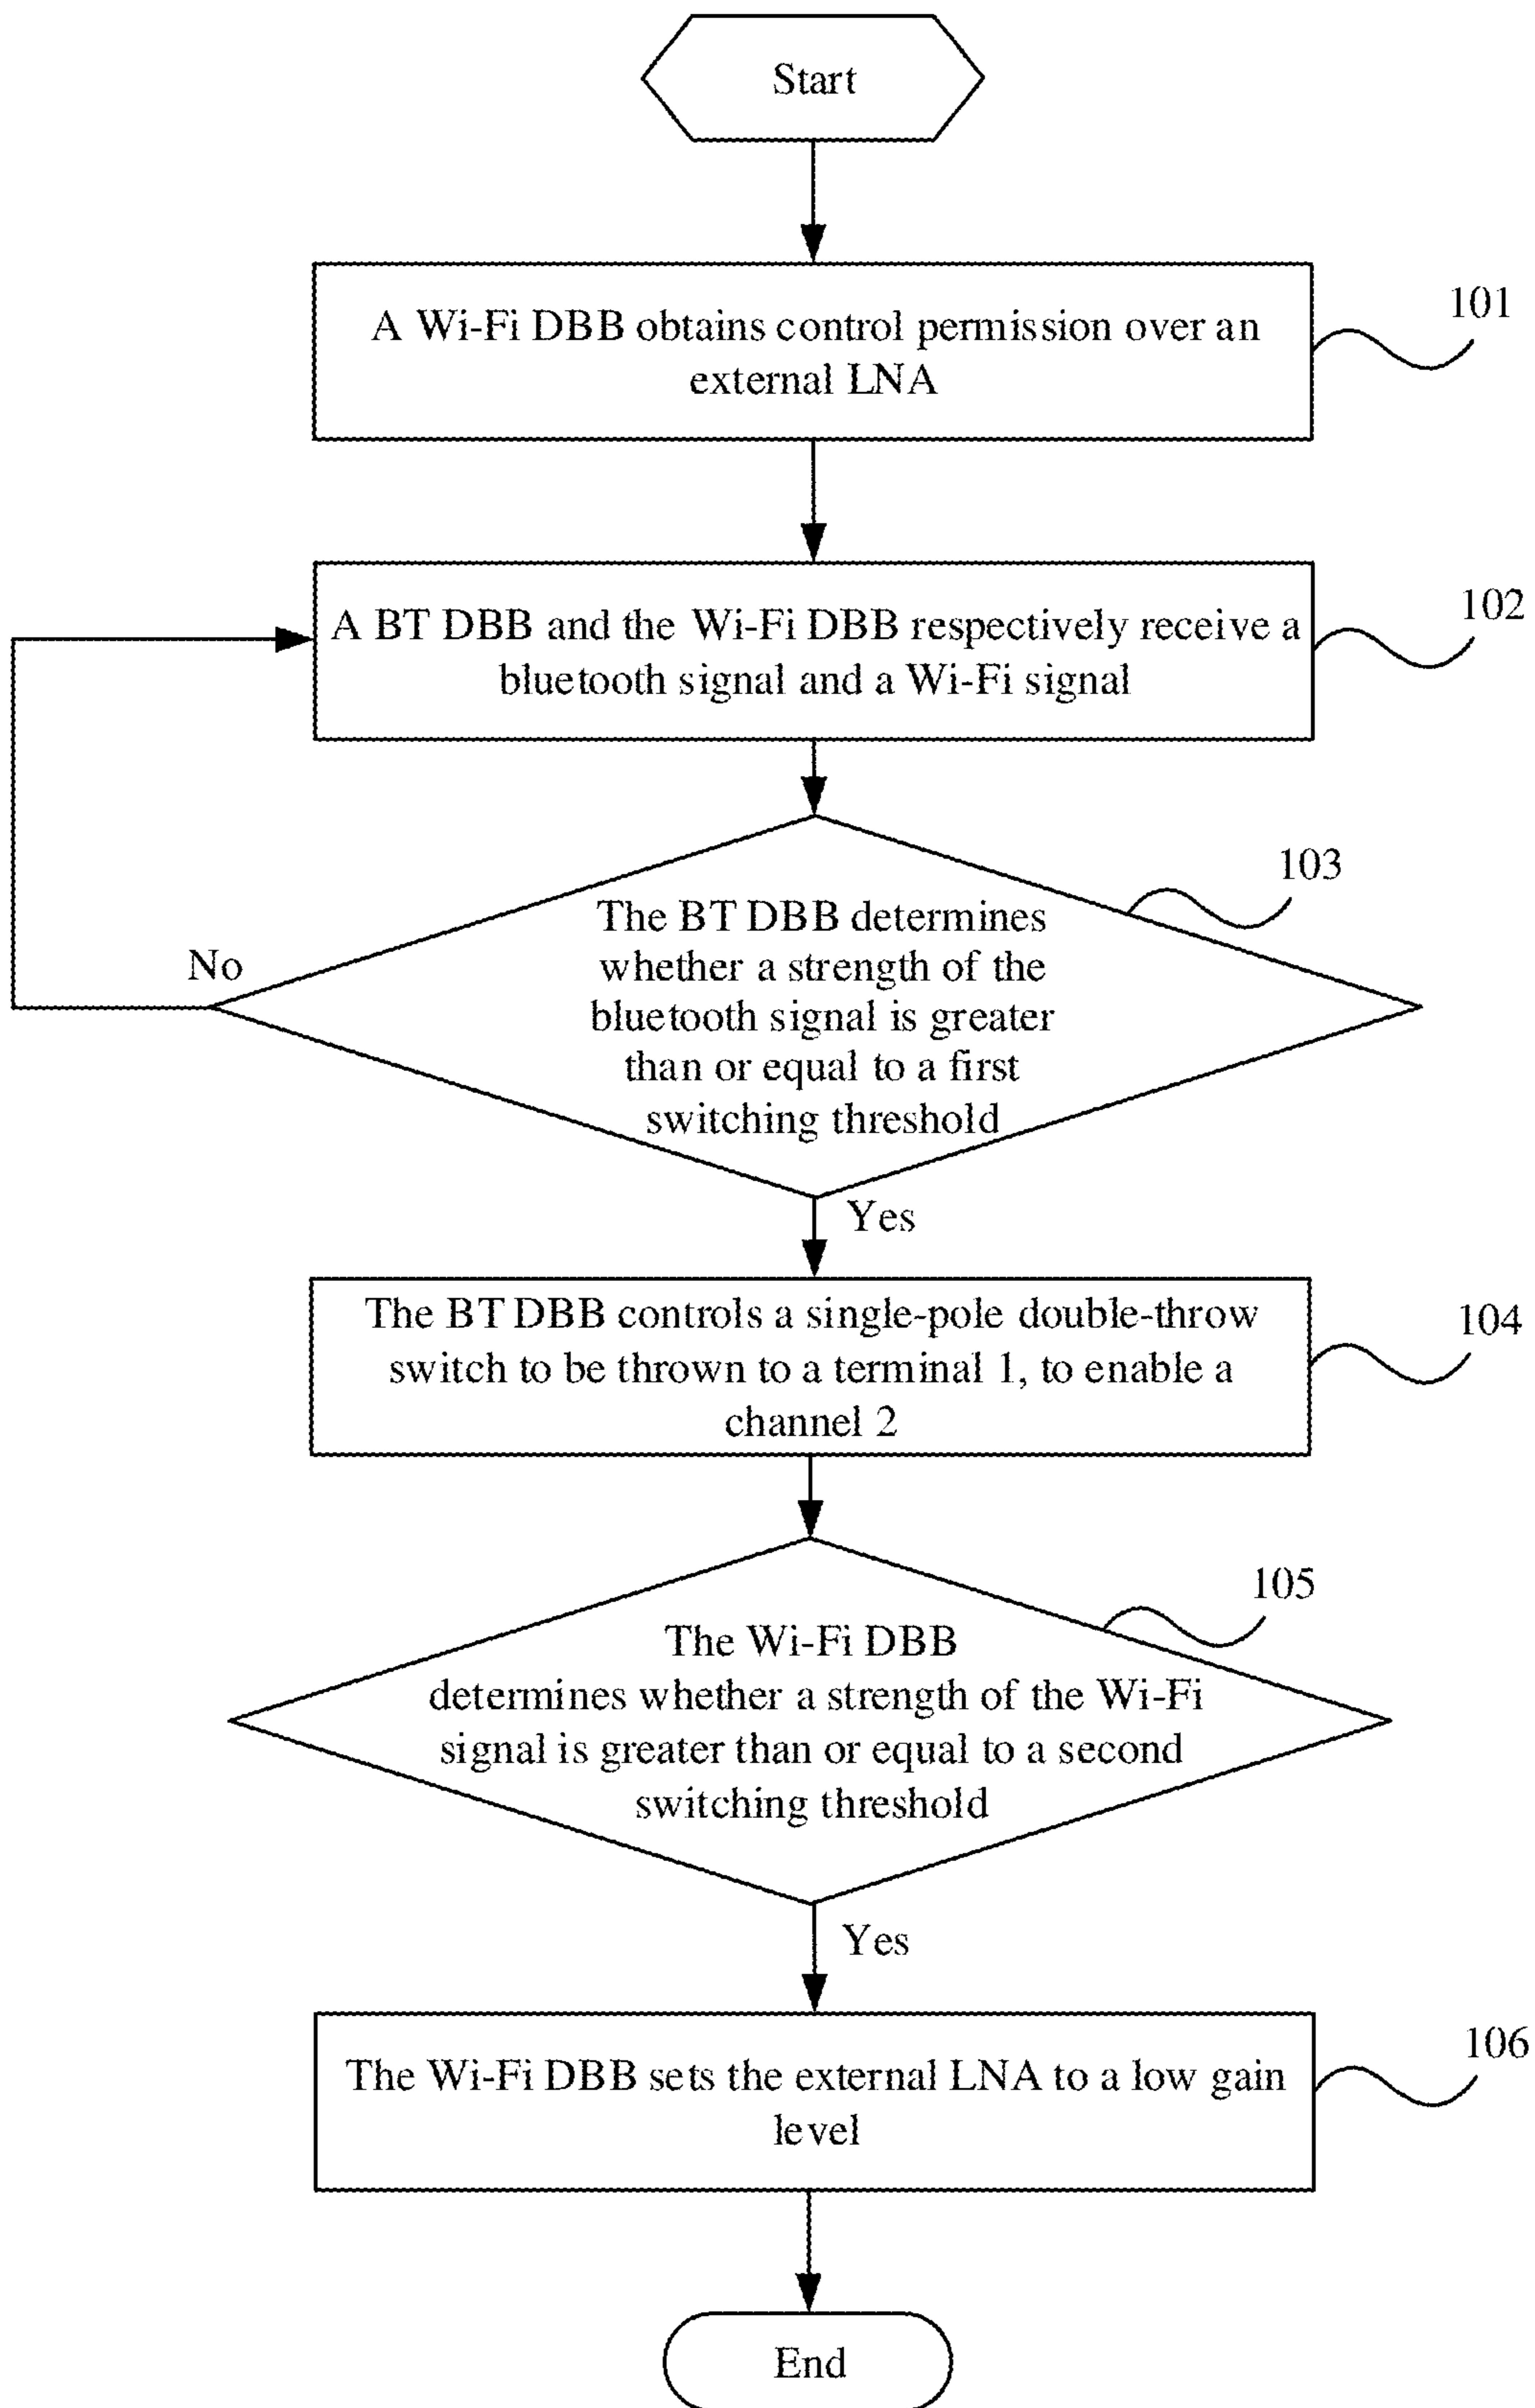 Start
A Wi-Fi DBB obtains control permission over an
external LNA
101
A BT DBB and the Wi-Fi DBB respectively receive a
bluetooth signal and a Wi-Fi signal
102
103
The BT DBB determines
whether a strength of the
bluetooth signal is greater
than or equal to a first
switching threshold
No
Yes
The BT DBB controls a single-pole double-throw
switch to be thrown to a terminal 1, to enable a
channel 2
104
105
The Wi-Fi DBB
determines whether a strength of the Wi-Fi
signal is greater than or equal to a second
switching threshold
Yes
The Wi-Fi DBB sets the external LNA to a low gain
level
106
End